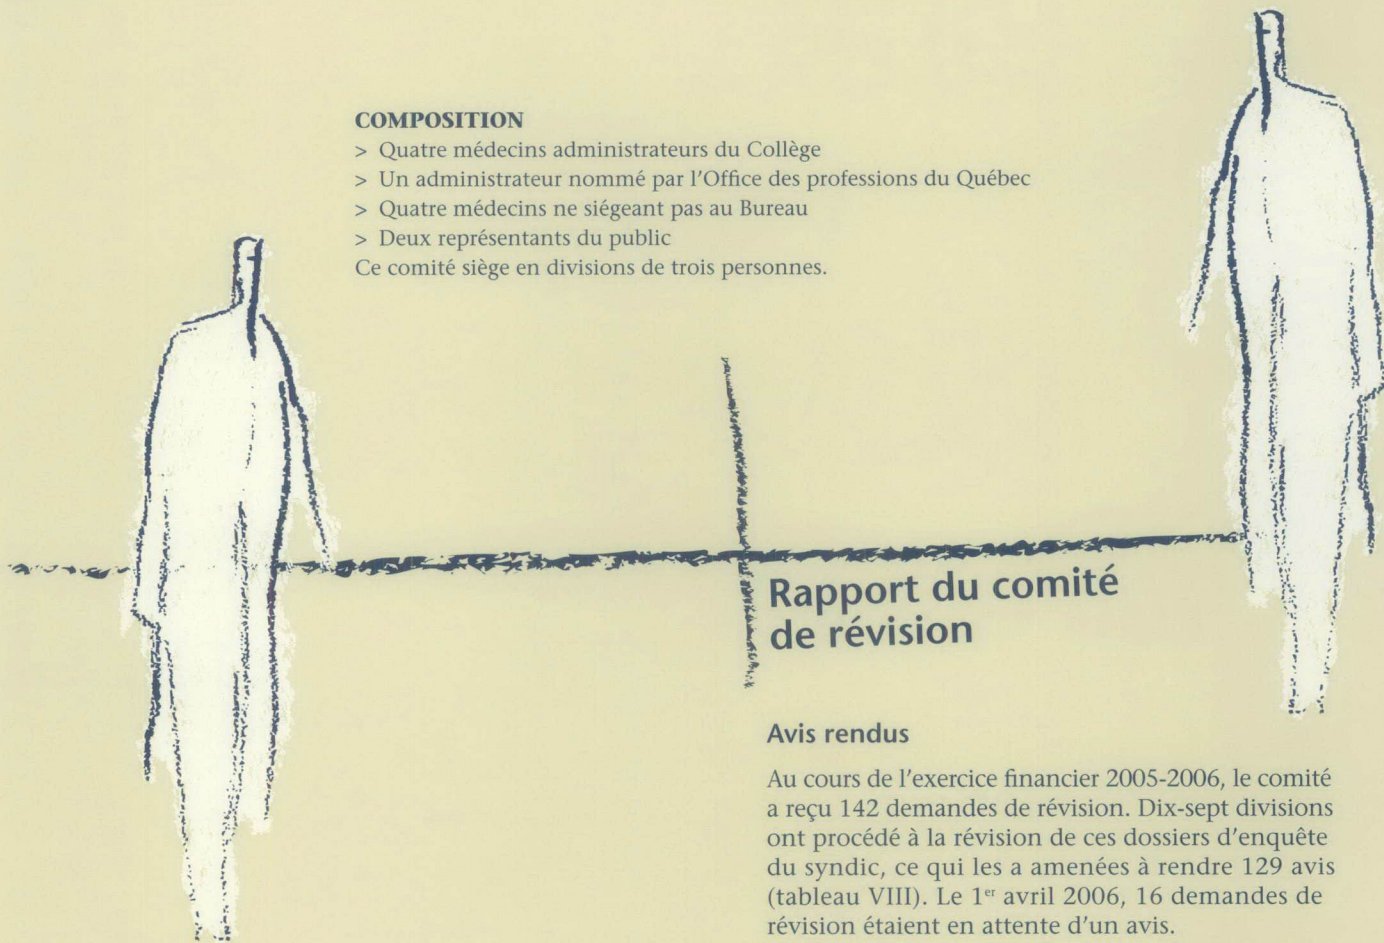 COMPOSITION
> Quatre médecins administrateurs du Collège
> Un administrateur nommé par l'Office des professions du Québec
> Quatre médecins ne siégeant pas au Bureau
> Deux représentants du public
Ce comité siège en divisions de trois personnes.
Rapport du comité
de révision
Avis rendus
Au cours de l'exercice financier 2005-2006, le comité
a reçu 142 demandes de révision. Dix-sept divisions
ont procédé à la révision de ces dossiers d'enquête
du syndic, ce qui les a amenées à rendre 129 avis
(tableau VIII). Le 1er avril 2006, 16 demandes de
révision étaient en attente d'un avis.